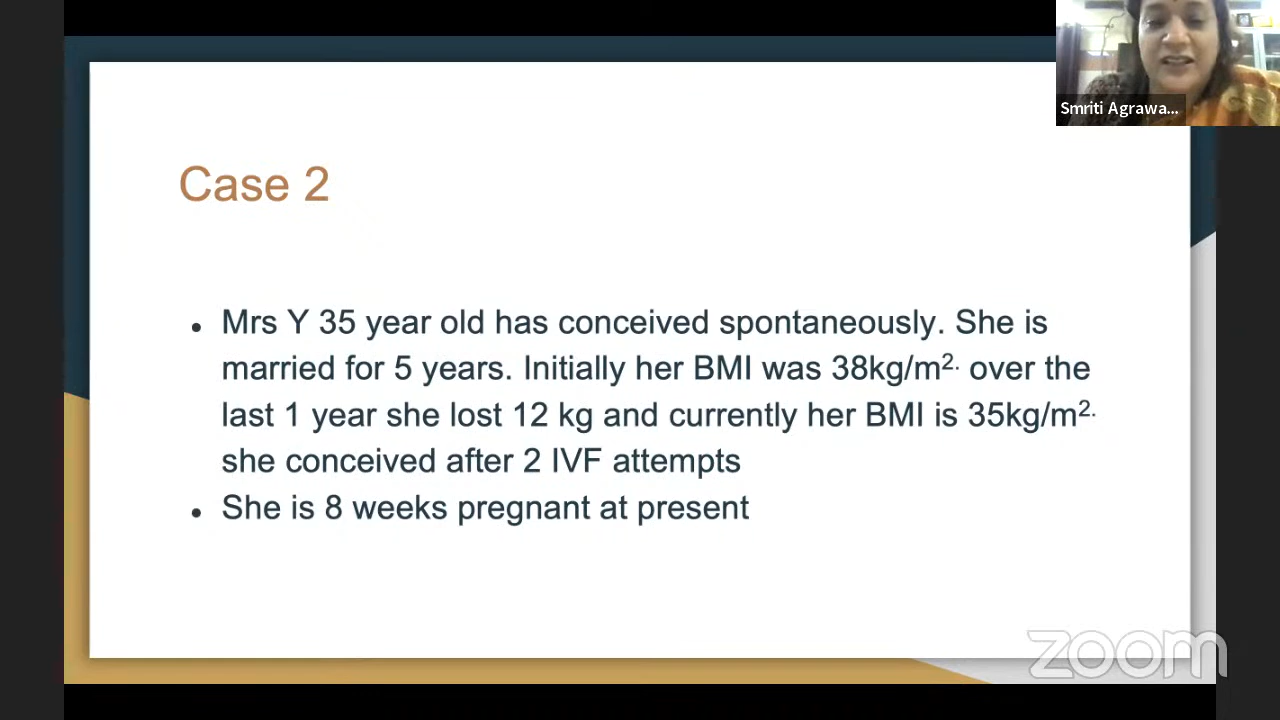 Smriti Agrawa...
Case 2
• Mrs Y 35 year old has conceived spontaneously. She is
married for 5 years. Initially her BMI was 38kg/m². over the
last 1 year she lost 12 kg and currently her BMI is 35kg/m².
she conceived after 2 IVF attempts
• She is 8 weeks pregnant at present
zoom